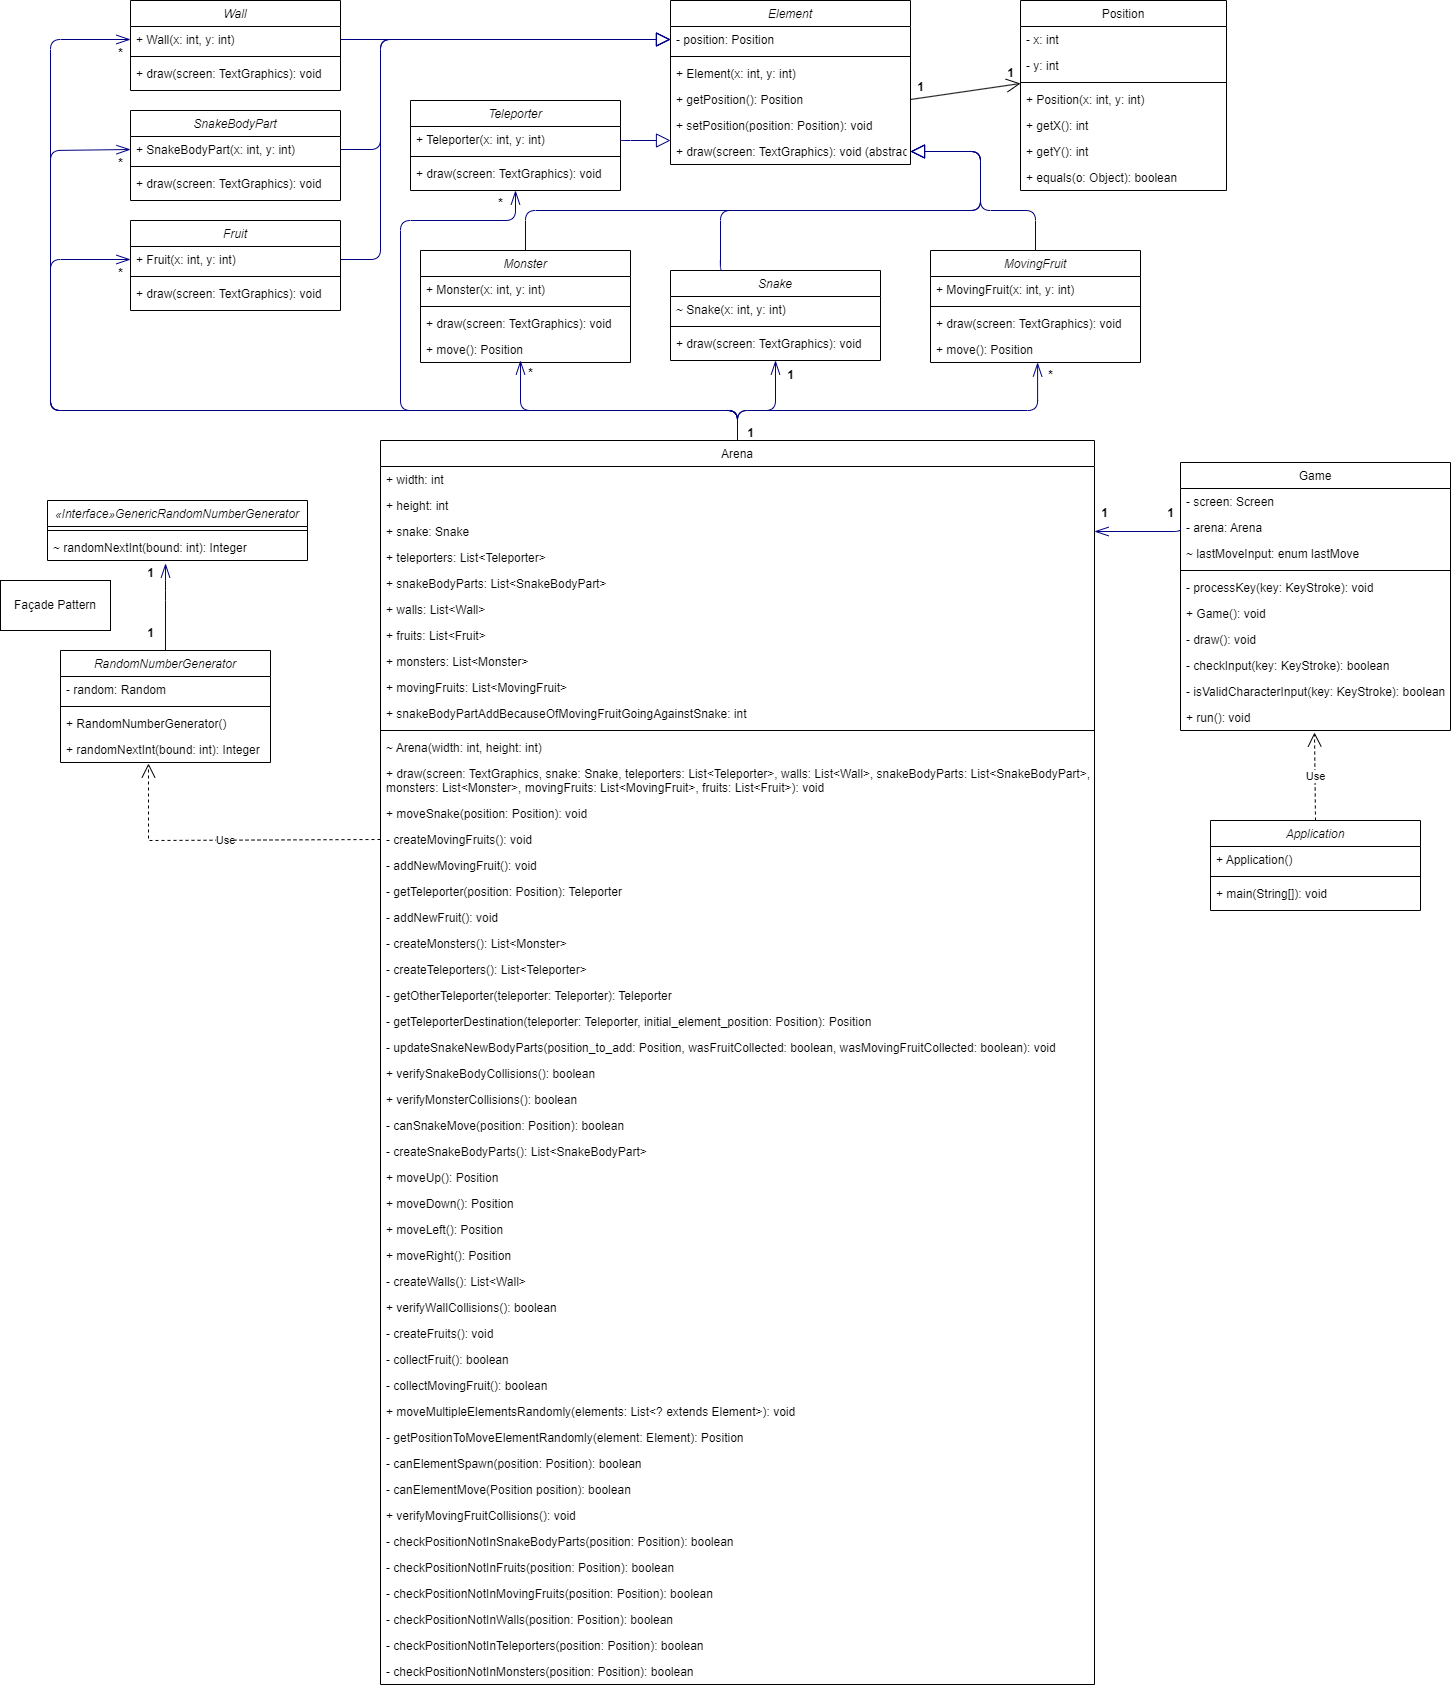 Wall
+ Wall(x: int, y: int)
+ draw(screen: TextGraphics): void
*
SnakeBodyPart
+ SnakeBodyPart(x: int, y: int)
+ draw(screen: TextGraphics): void
*
Fruit
+ Fruit(x: int, y: int)
+ draw(screen: TextGraphics): void
*
Teleporter
+ Teleporter(x: int, y: int)
+ draw(screen: TextGraphics): void
*
Element
- position: Position
+ Element(x: int, y: int)
+ getPosition(): Position
+ setPosition(position: Position): void
+ draw(screen: TextGraphics): void (abstrac
1
1
Position
- x: int
- y: int
+ Position(x: int, y: int)
+ getX(): int
+ getY(): int
+ equals(o: Object): boolean
Monster
+ Monster(x: int, y: int)
+ draw(screen: TextGraphics): void
+ move(): Position
*
Snake
~ Snake(x: int, y: int)
+ draw(screen: TextGraphics): void
1
MovingFruit
+ MovingFruit(x: int, y: int)
+ draw(screen: TextGraphics): void
+ move(): Position
*
1
Arena
+ width: int
+ height: int
+ snake: Snake
+ teleporters: List<Teleporter>
+ snakeBodyParts: List<SnakeBodyPart>
+ walls: List<Wall>
+ fruits: List<Fruit>
+ monsters: List<Monster>
+ movingFruits: List<MovingFruit>
+ snakeBodyPartAddBecauseOfMovingFruitGoingAgainstSnake: int
~ Arena(width: int, height: int)
+ draw(screen: TextGraphics, snake: Snake, teleporters: List<Teleporter>, walls: List<Wall>, snakeBodyParts: List<SnakeBodyPart>,
monsters: List<Monster>, movingFruits: List<MovingFruit>, fruits: List<Fruit>): void
+ moveSnake(position: Position): void
- createMovingFruits(): void
- addNewMovingFruit(): void
- getTeleporter(position: Position): Teleporter
- addNewFruit(): void
- createMonsters(): List<Monster>
- createTeleporters(): List<Teleporter>
- getOtherTeleporter(teleporter: Teleporter): Teleporter
- getTeleporterDestination(teleporter: Teleporter, initial_element_position: Position): Position
- updateSnakeNewBodyParts(position_to_add: Position, wasFruitCollected: boolean, wasMovingFruitCollected: boolean): void
+ verifySnakeBodyCollisions(): boolean
+ verifyMonsterCollisions(): boolean
- canSnakeMove(position: Position): boolean
- createSnakeBodyParts(): List<SnakeBodyPart>
+ moveUp(): Position
+ moveDown(): Position
+ moveLeft(): Position
+ moveRight(): Position
- createWalls(): List<Wall>
+ verifyWallCollisions(): boolean
- createFruits(): void
- collectFruit(): boolean
- collectMovingFruit(): boolean
+ moveMultipleElementsRandomly(elements: List<? extends Element>): void
- getPositionToMoveElementRandomly(element: Element): Position
- canElementSpawn(position: Position): boolean
- canElementMove(Position position): boolean
+ verifyMovingFruitCollisions(): void
- checkPositionNotInSnakeBodyParts(position: Position): boolean
- checkPositionNotInFruits(position: Position): boolean
- checkPositionNotInMovingFruits(position: Position): boolean
- checkPositionNotInWalls(position: Position): boolean
- checkPositionNotInTeleporters(position: Position): boolean
- checkPositionNotInMonsters(position: Position): boolean
«Interface»GenericRandomNumberGenerator
~ randomNextInt(bound: int): Integer
1
Façade Pattern
1
RandomNumberGenerator
- random: Random
+ RandomNumberGenerator()
+ randomNextInt(bound: int): Integer
Use
1
1
Game
- screen: Screen
- arena: Arena
~ lastMoveInput: enum lastMove
- processKey(key: KeyStroke): void
+ Game(): void
- draw(): void
- checkInput(key: KeyStroke): boolean
- isValidCharacterInput(key: KeyStroke): boolean
+ run(): void
Use
Application
+ Application()
+ main(String[]): void